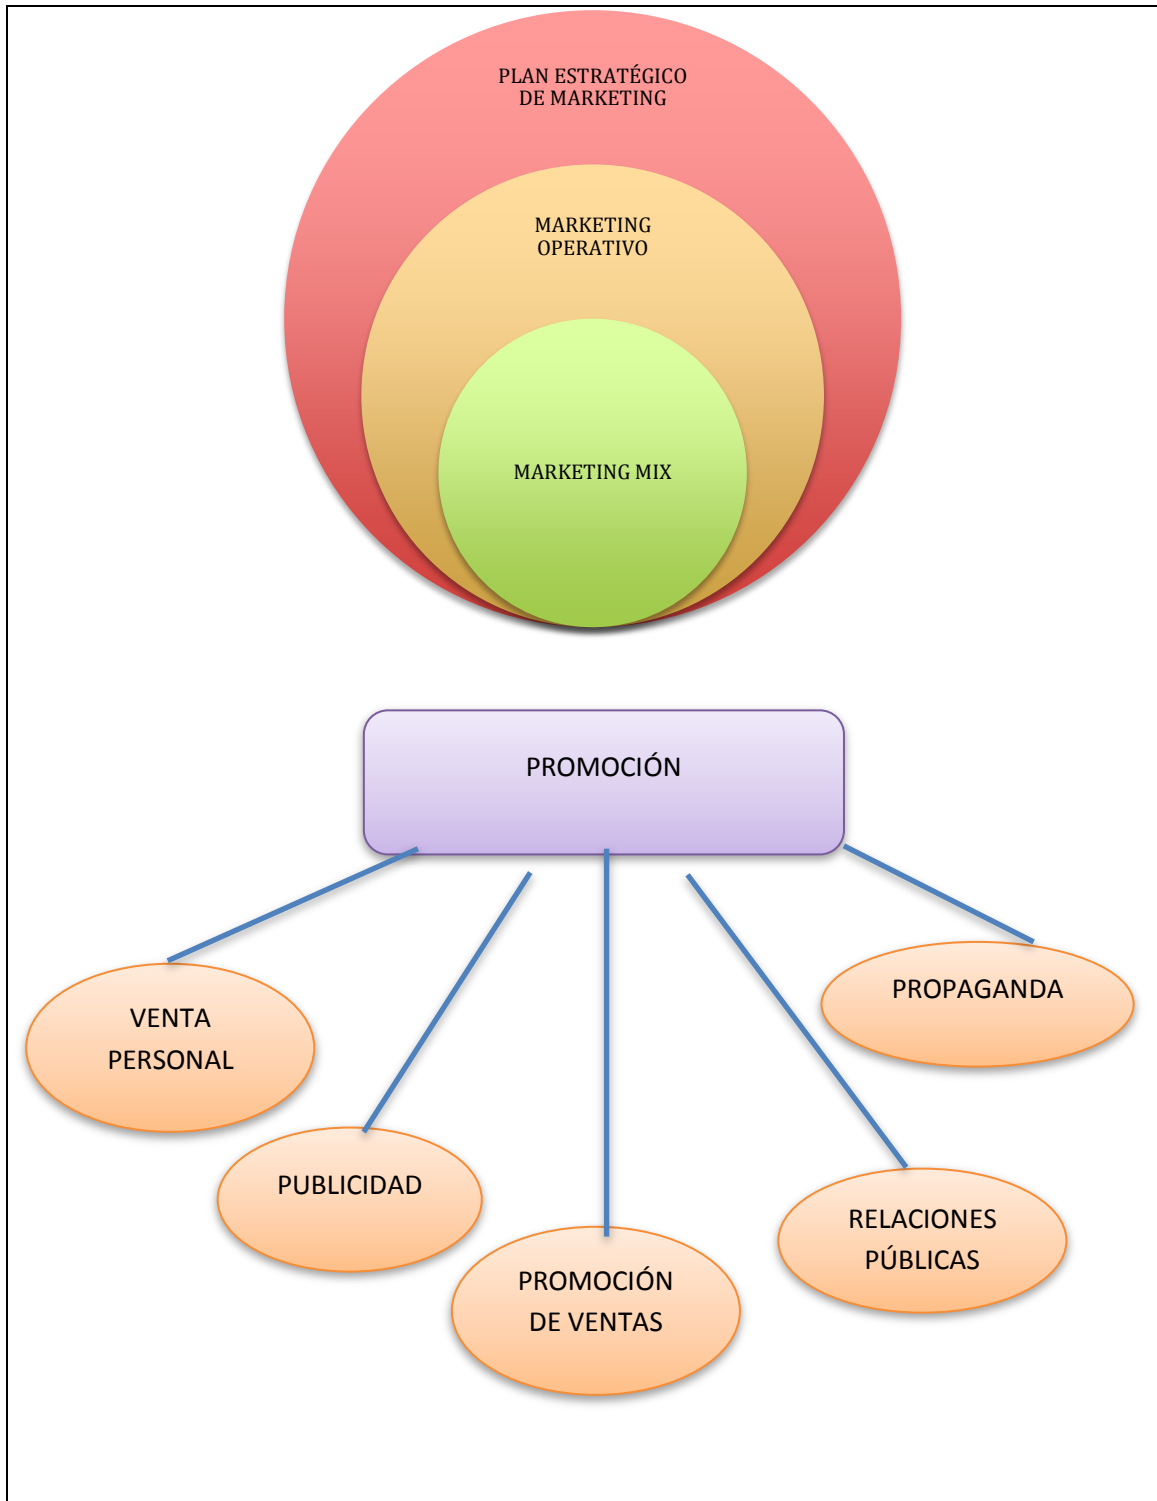 PLAN ESTRATÉGICO
DE MARKETING
MARKETING
OPERATIVO
MARKETING MIX
PROMOCIÓN
PROPAGANDA
VENTA
PERSONAL
PUBLICIDAD
RELACIONES
PÚBLICAS
PROMOCIÓN
DE VENTAS